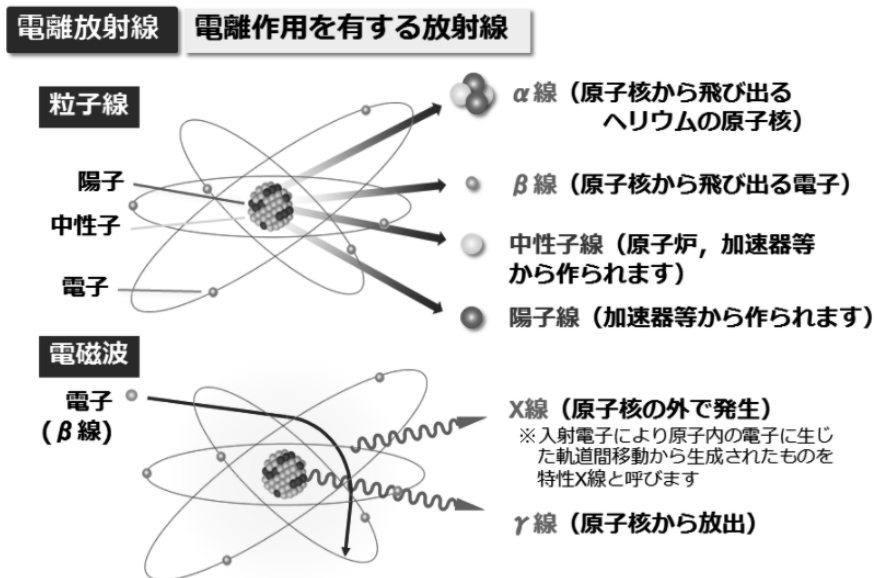 電離放射線 電離作用を有する放射線
粒子線
α線（原子核から飛び出る
ヘリウムの原子核）
陽子
β線（原子核から飛び出る電子）
中性子
中性子線（原子炉，加速器等
から作られます）
電子
陽子線（加速器等から作られます）
電磁波
電子
(β線)
X線（原子核の外で発生）
※入射電子により原子内の電子に生じ
た軌道間移動から生成されたものを
特性X線と呼びます
γ線（原子核から放出）